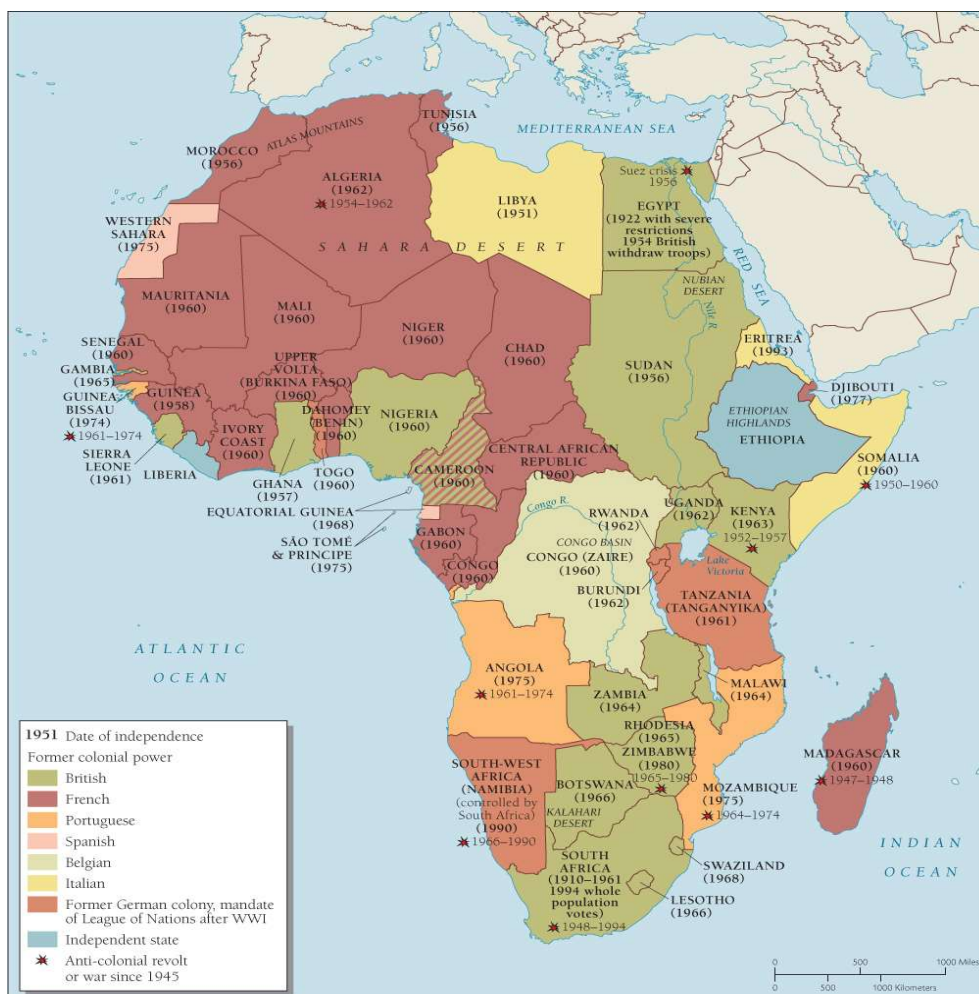 MEDITERRANEAN SEA
TUNISIA
(1956)
ATLAS MOUNTAINS
MOROCCO
(1956)
ALGERIA
(1962)
1954–1962
LIBYA
(1951)
Suez crisis
1956
EGYPT
(1922 with severe
restrictions
1954 British
withdraw troops)
WESTERN
SAHARA
(1975)
SAHARA DESERT
RED SEA
NUBIAN
DESERT
Nile R.
MAURITANIA
(1960)
MALI
(1960)
NIGER
(1960)
CHAD
(1960)
SUDAN
(1956)
ERITREA
(1993)
SENEGAL
(1960)
GAMBIA
(1965)
GUINEA-
BISSAU
(1974)
1961–1974
GUINEA
(1958)
UPPER
VOLTA
(BURKINA FASO)
(1960)
DAHOMEY
(BENIN)
(1960)
NIGERIA
(1960)
DJIBOUTI
(1977)
ETHIOPIAN
HIGHLANDS
ETHIOPIA
SIERRA
LEONE
(1961)
LIBERIA
IVORY
COAST
(1960)
GHANA
(1957)
TOGO
(1960)
CAMEROON
(1960)
CENTRAL AFRICAN
REPUBLIC
(1960)
SOMALIA
(1960)
1950–1960
EQUATORIAL GUINEA
(1968)
SÃO TOMÉ
& PRINCIPE
(1975)
GABON
(1960)
CONGO
(1960)
Congo R.
CONGO BASIN
CONGO (ZAIRE)
(1960)
RWANDA
(1962)
BURUNDI
(1962)
UGANDA
(1962)
KENYA
(1963)
1952–1957
Lake
Victoria
TANZANIA
(TANGANYIKA)
(1961)
ATLANTIC
OCEAN
ANGOLA
(1975)
1961–1974
ZAMBIA
(1964)
MALAWI
(1964)
RHODESIA
(1965)
ZIMBABWE
(1980)
1965–1980
MOZAMBIQUE
(1975)
1964–1974
MADAGASCAR
(1960)
1947–1948
SOUTH-WEST
AFRICA
(NAMIBIA)
(controlled by
South Africa)
(1990)
1966–1990
BOTSWANA
(1966)
KALAHARI
DESERT
SOUTH
AFRICA
(1910–1961
1994 whole
population
votes)
1948–1994
SWAZILAND
(1968)
LESOTHO
(1966)
INDIAN
OCEAN
1951 Date of independence
Former colonial power
British
French
Portuguese
Spanish
Belgian
Italian
Former German colony, mandate
of League of Nations after WWI
Independent state
Anti-colonial revolt
or war since 1945
0 500 1000 Miles
0 500 1000 Kilometers